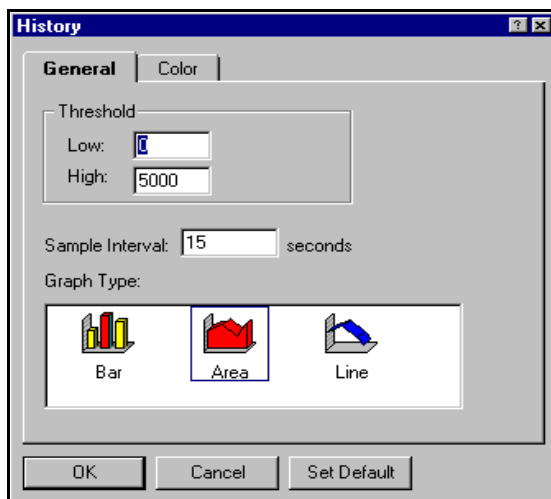 History
General Color
Threshold
Low: 0
High: 5000
Sample Interval: 15 seconds
Graph Type:
Bar Area Line
OK Cancel Set Default